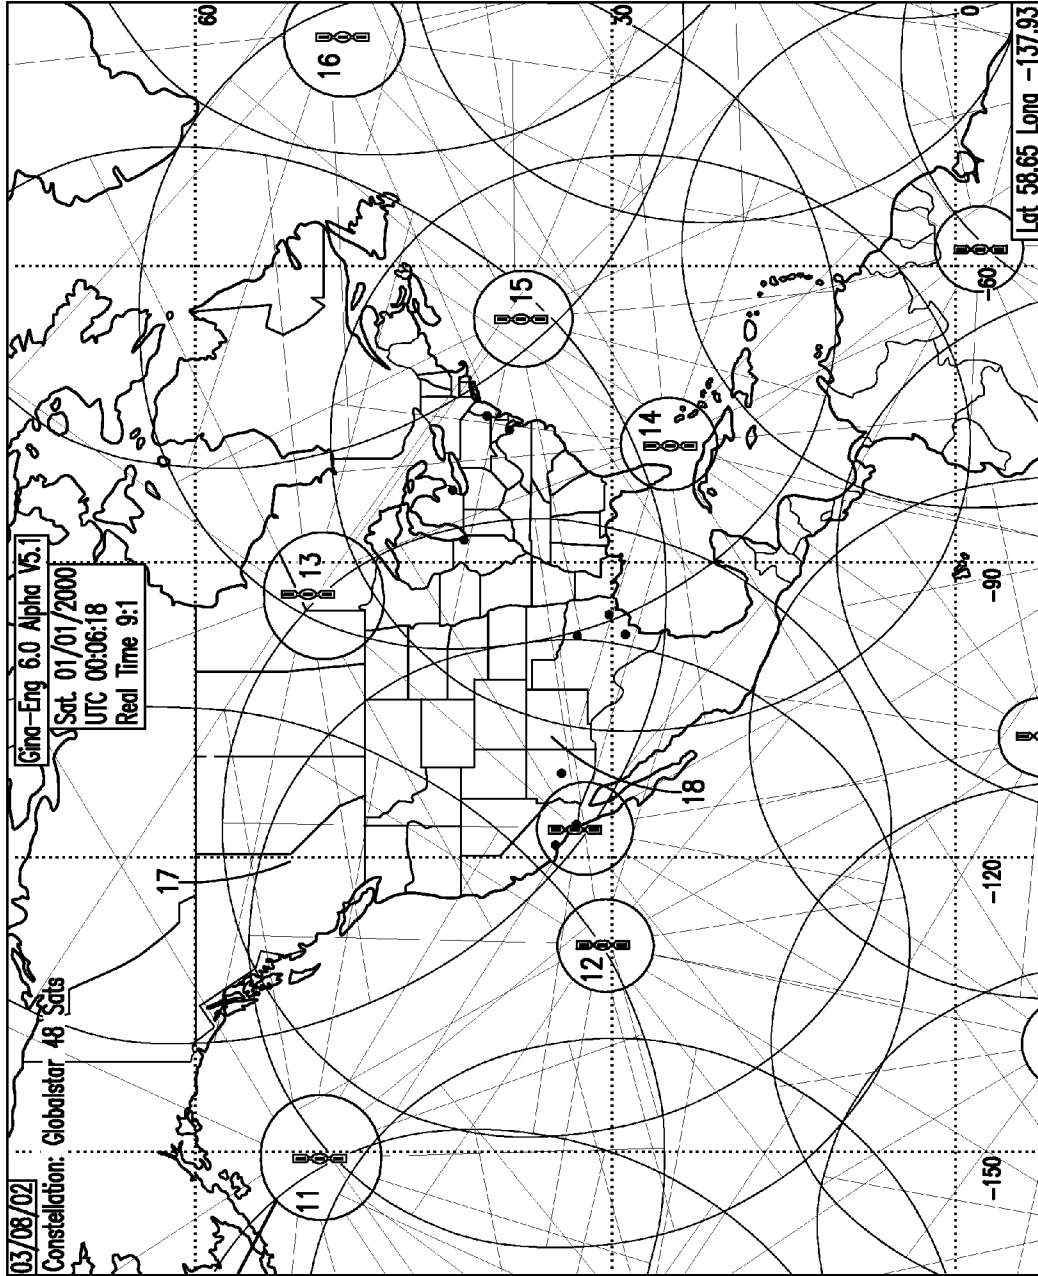 03/08/02
Constellation: Globalstar 48 Sats
Gina-Eng 6.0 Alpha V5.1
Sat. 01/01/2000
UTC 00:06:18
Real Time 9:1
60
30
0
17
16
15
14
13
12
11
18
-150
-120
-90
-60
Lat 58.65 Long -137.93